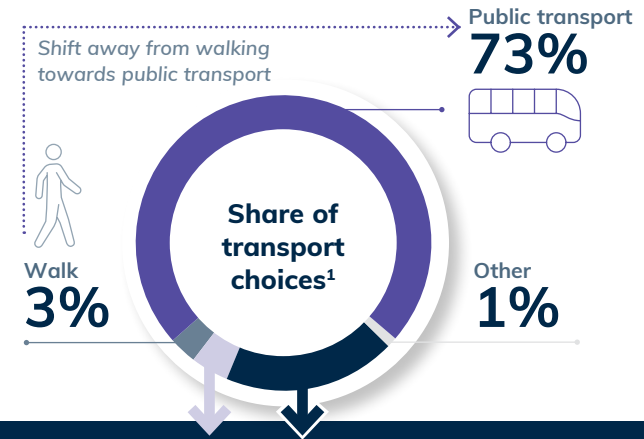 Public transport
73%
Shift away from walking
towards public transport
Share of
transport
choices¹
Walk
3%
Other
1%